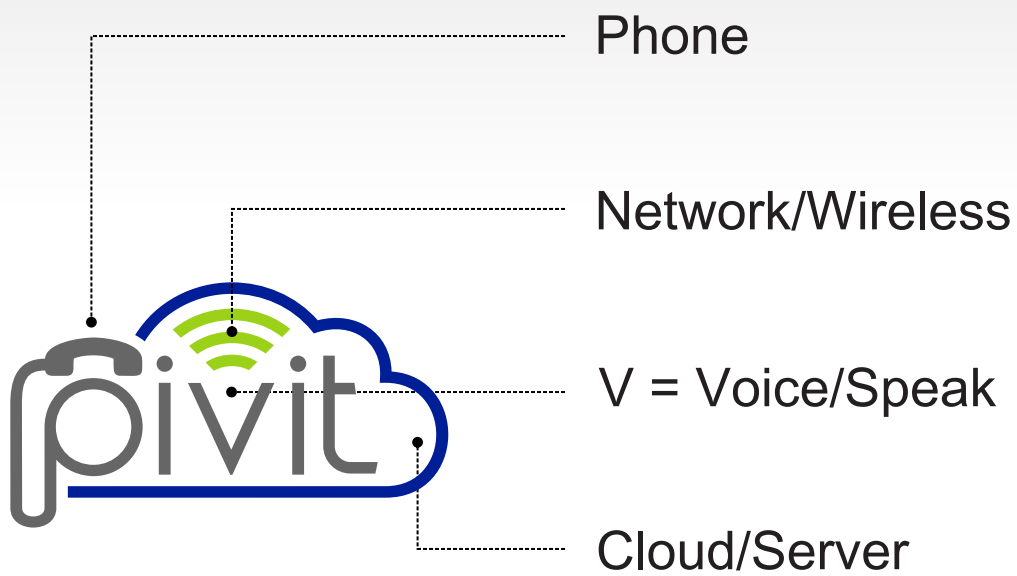 Phone
Network/Wireless
pivit
V = Voice/Speak
Cloud/Server